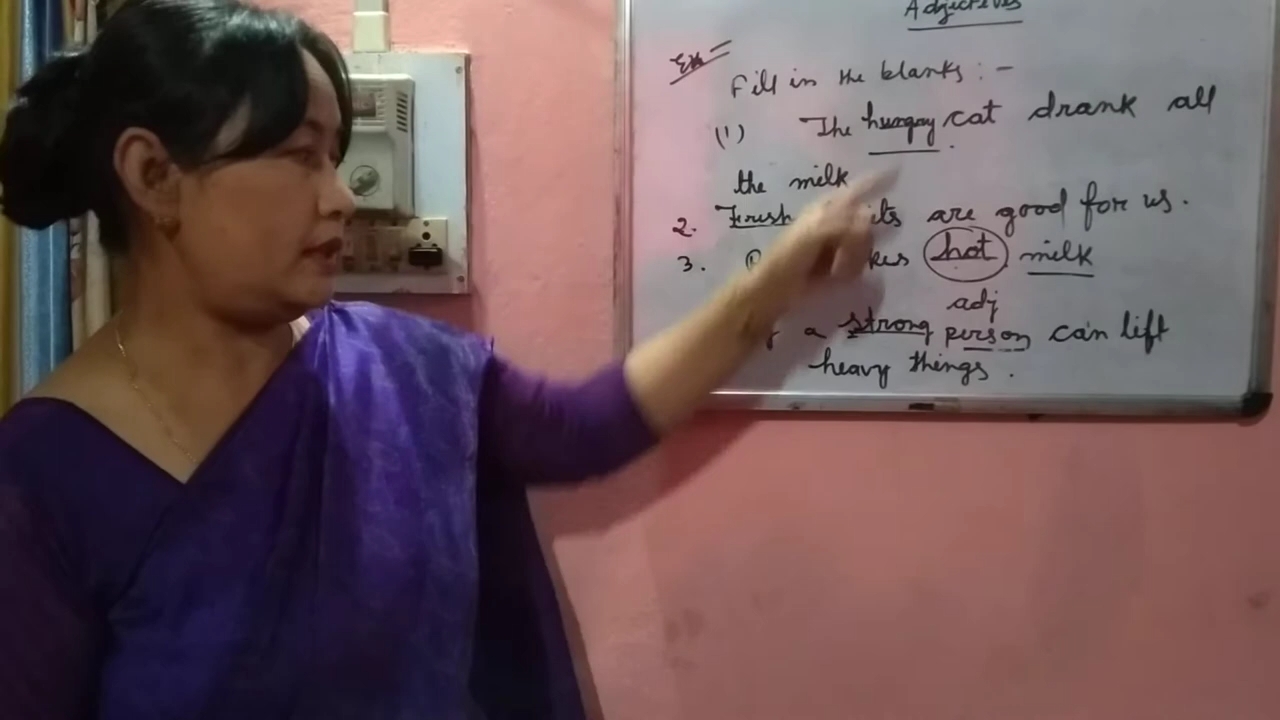 Adjectives
Ex =
Fill in the blanks : -
(1) The hungry cat drank all
the milk
2. Fresh are good for us.
3. hot milk
adj
a strong person can lift
heavy things .